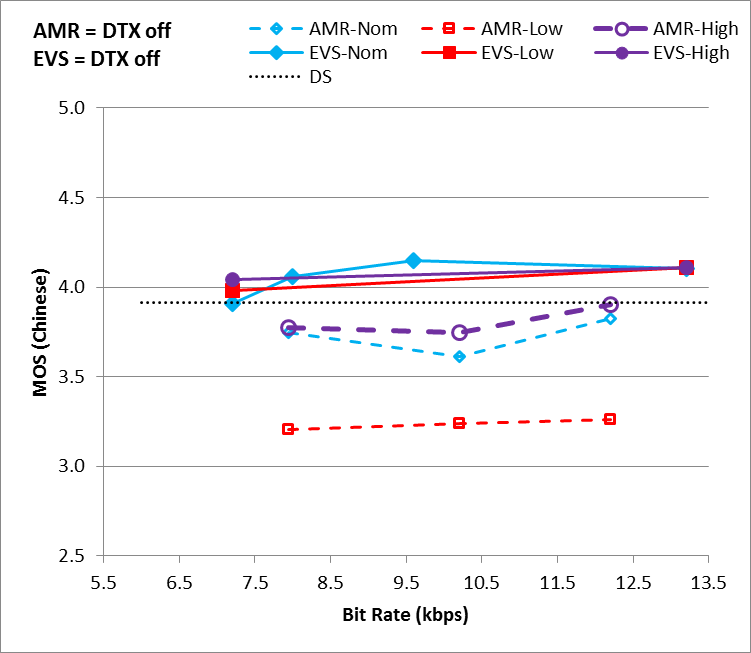 AMR = DTX off
EVS = DTX off
AMR-Nom AMR-Low AMR-High
EVS-Nom EVS-Low EVS-High
DS
5.0
4.5
4.0
3.5
3.0
2.5
MOS (Chinese)
5.5 6.5 7.5 8.5 9.5 10.5 11.5 12.5 13.5
Bit Rate (kbps)